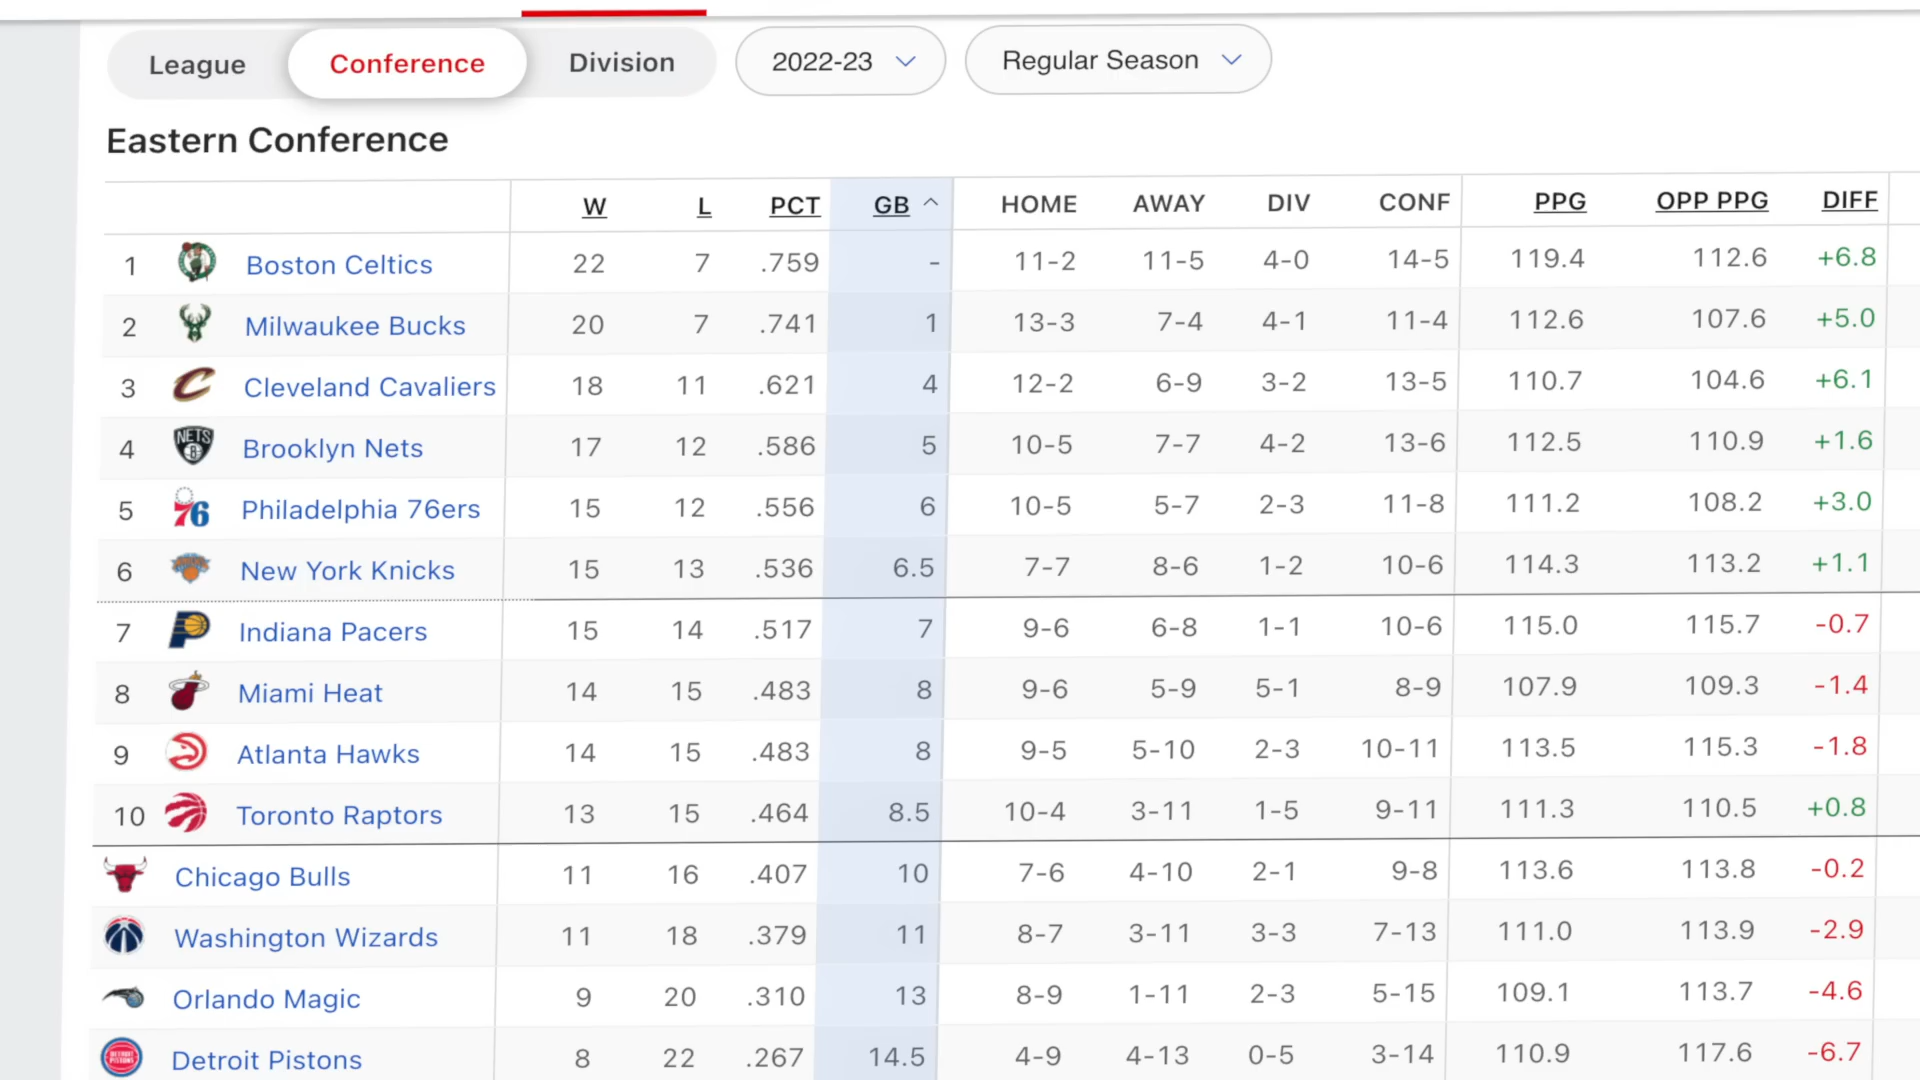 League Conference Division 2022-23 Regular Season
Eastern Conference
W L PCT GB HOME AWAY DIV CONF PPG OPP PPG DIFF
1 Boston Celtics 22 7 .759 - 11-2 11-5 4-0 14-5 119.4 112.6 +6.8
2 Milwaukee Bucks 20 7 .741 1 13-3 7-4 4-1 11-4 112.6 107.6 +5.0
3 Cleveland Cavaliers 18 11 .621 4 12-2 6-9 3-2 13-5 110.7 104.6 +6.1
4 NETS Brooklyn Nets 17 12 .586 5 10-5 7-7 4-2 13-6 112.5 110.9 +1.6
5 76 Philadelphia 76ers 15 12 .556 6 10-5 5-7 2-3 11-8 111.2 108.2 +3.0
6 New York Knicks 15 13 .536 6.5 7-7 8-6 1-2 10-6 114.3 113.2 +1.1
7 Indiana Pacers 15 14 .517 7 9-6 6-8 1-1 10-6 115.0 115.7 -0.7
8 Miami Heat 14 15 .483 8 9-6 5-9 5-1 8-9 107.9 109.3 -1.4
9 Atlanta Hawks 14 15 .483 8 9-5 5-10 2-3 10-11 113.5 115.3 -1.8
10 Toronto Raptors 13 15 .464 8.5 10-4 3-11 1-5 9-11 111.3 110.5 +0.8
Chicago Bulls 11 16 .407 10 7-6 4-10 2-1 9-8 113.6 113.8 -0.2
Washington Wizards 11 18 .379 11 8-7 3-11 3-3 7-13 111.0 113.9 -2.9
Orlando Magic 9 20 .310 13 8-9 1-11 2-3 5-15 109.1 113.7 -4.6
Detroit Pistons 8 22 .267 14.5 4-9 4-13 0-5 3-14 110.9 117.6 -6.7